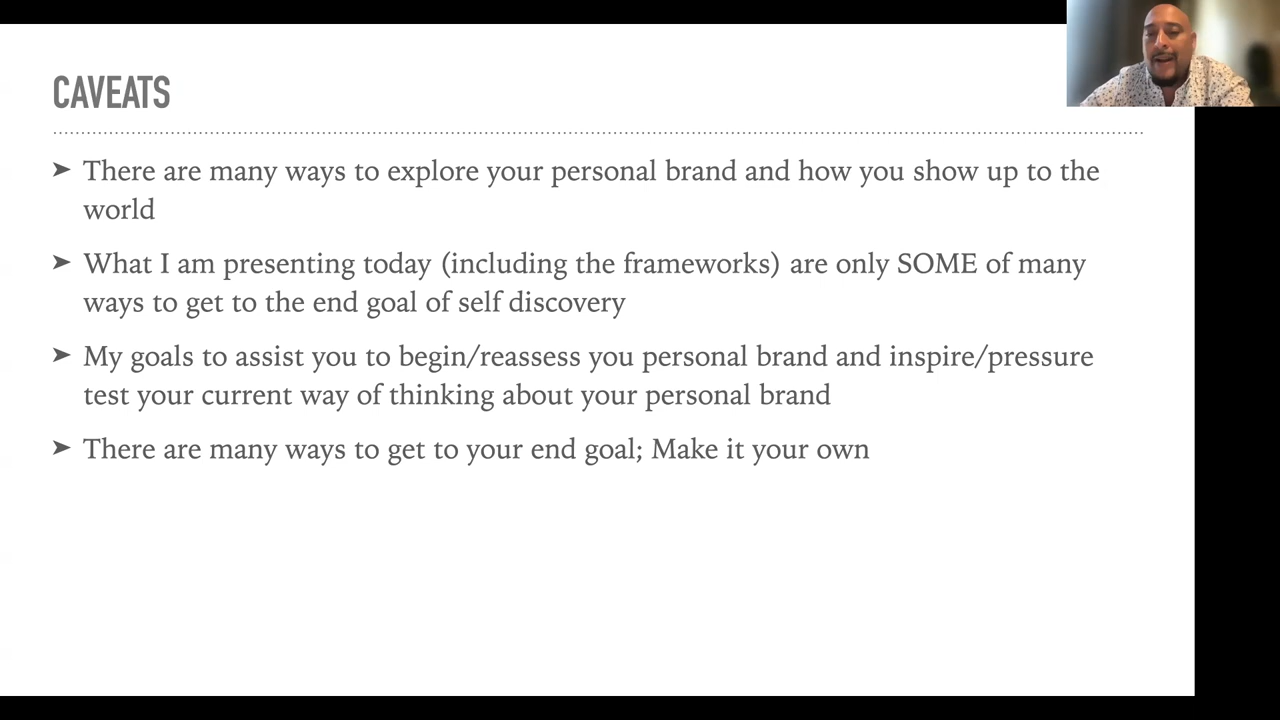 CAVEATS
➤ There are many ways to explore your personal brand and how you show up to the
world
➤ What I am presenting today (including the frameworks) are only SOME of many
ways to get to the end goal of self discovery
➤ My goals to assist you to begin/reassess you personal brand and inspire/pressure
test your current way of thinking about your personal brand
➤ There are many ways to get to your end goal; Make it your own